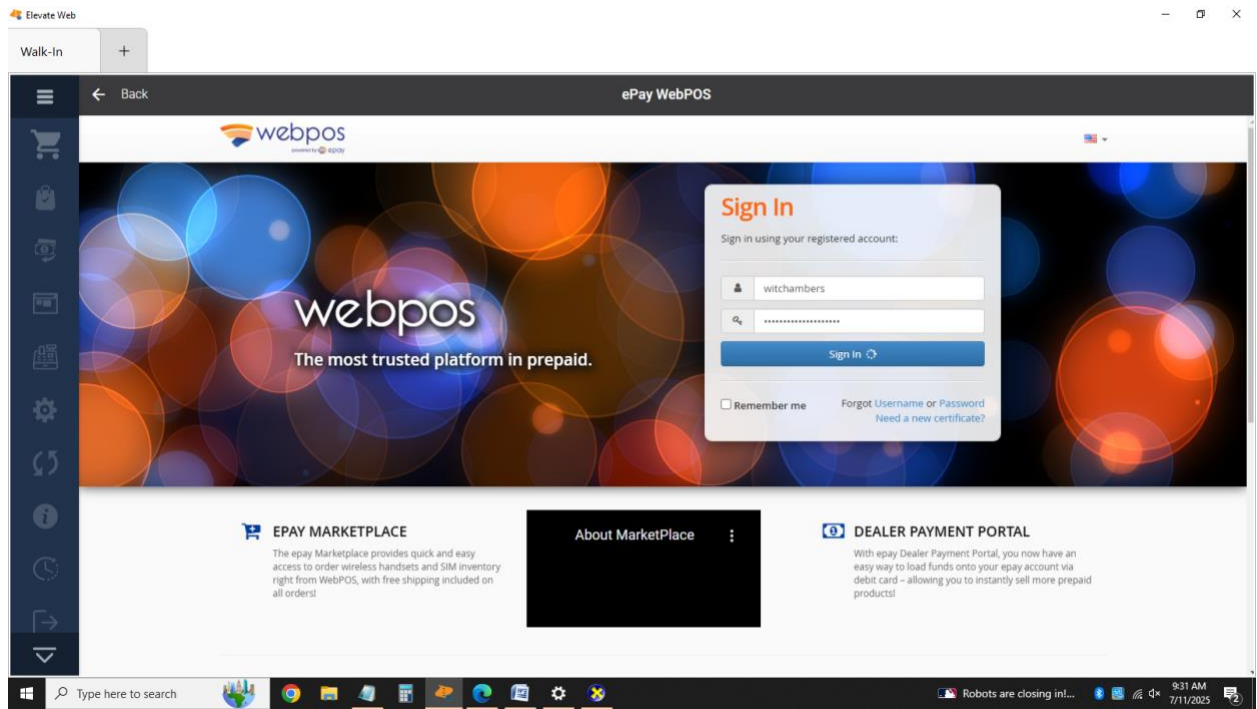 Elevate Web
Walk-In
+
Back
ePay WebPOS
webpos
powered by epay
Sign In
Sign in using your registered account:
witchambers
••••••••••••••••••••
Sign In
Remember me
Forgot Username or Password
Need a new certificate?
webpos
The most trusted platform in prepaid.
EPAY MARKETPLACE
The epay Marketplace provides quick and easy
access to order wireless handsets and SIM inventory
right from WebPOS, with free shipping included on
all orders!
About MarketPlace
DEALER PAYMENT PORTAL
With epay Dealer Payment Portal, you now have an
easy way to load funds onto your epay account via
debit card – allowing you to instantly sell more prepaid
products!
Type here to search
Robots are closing in!...
9:31 AM
7/11/2025
2